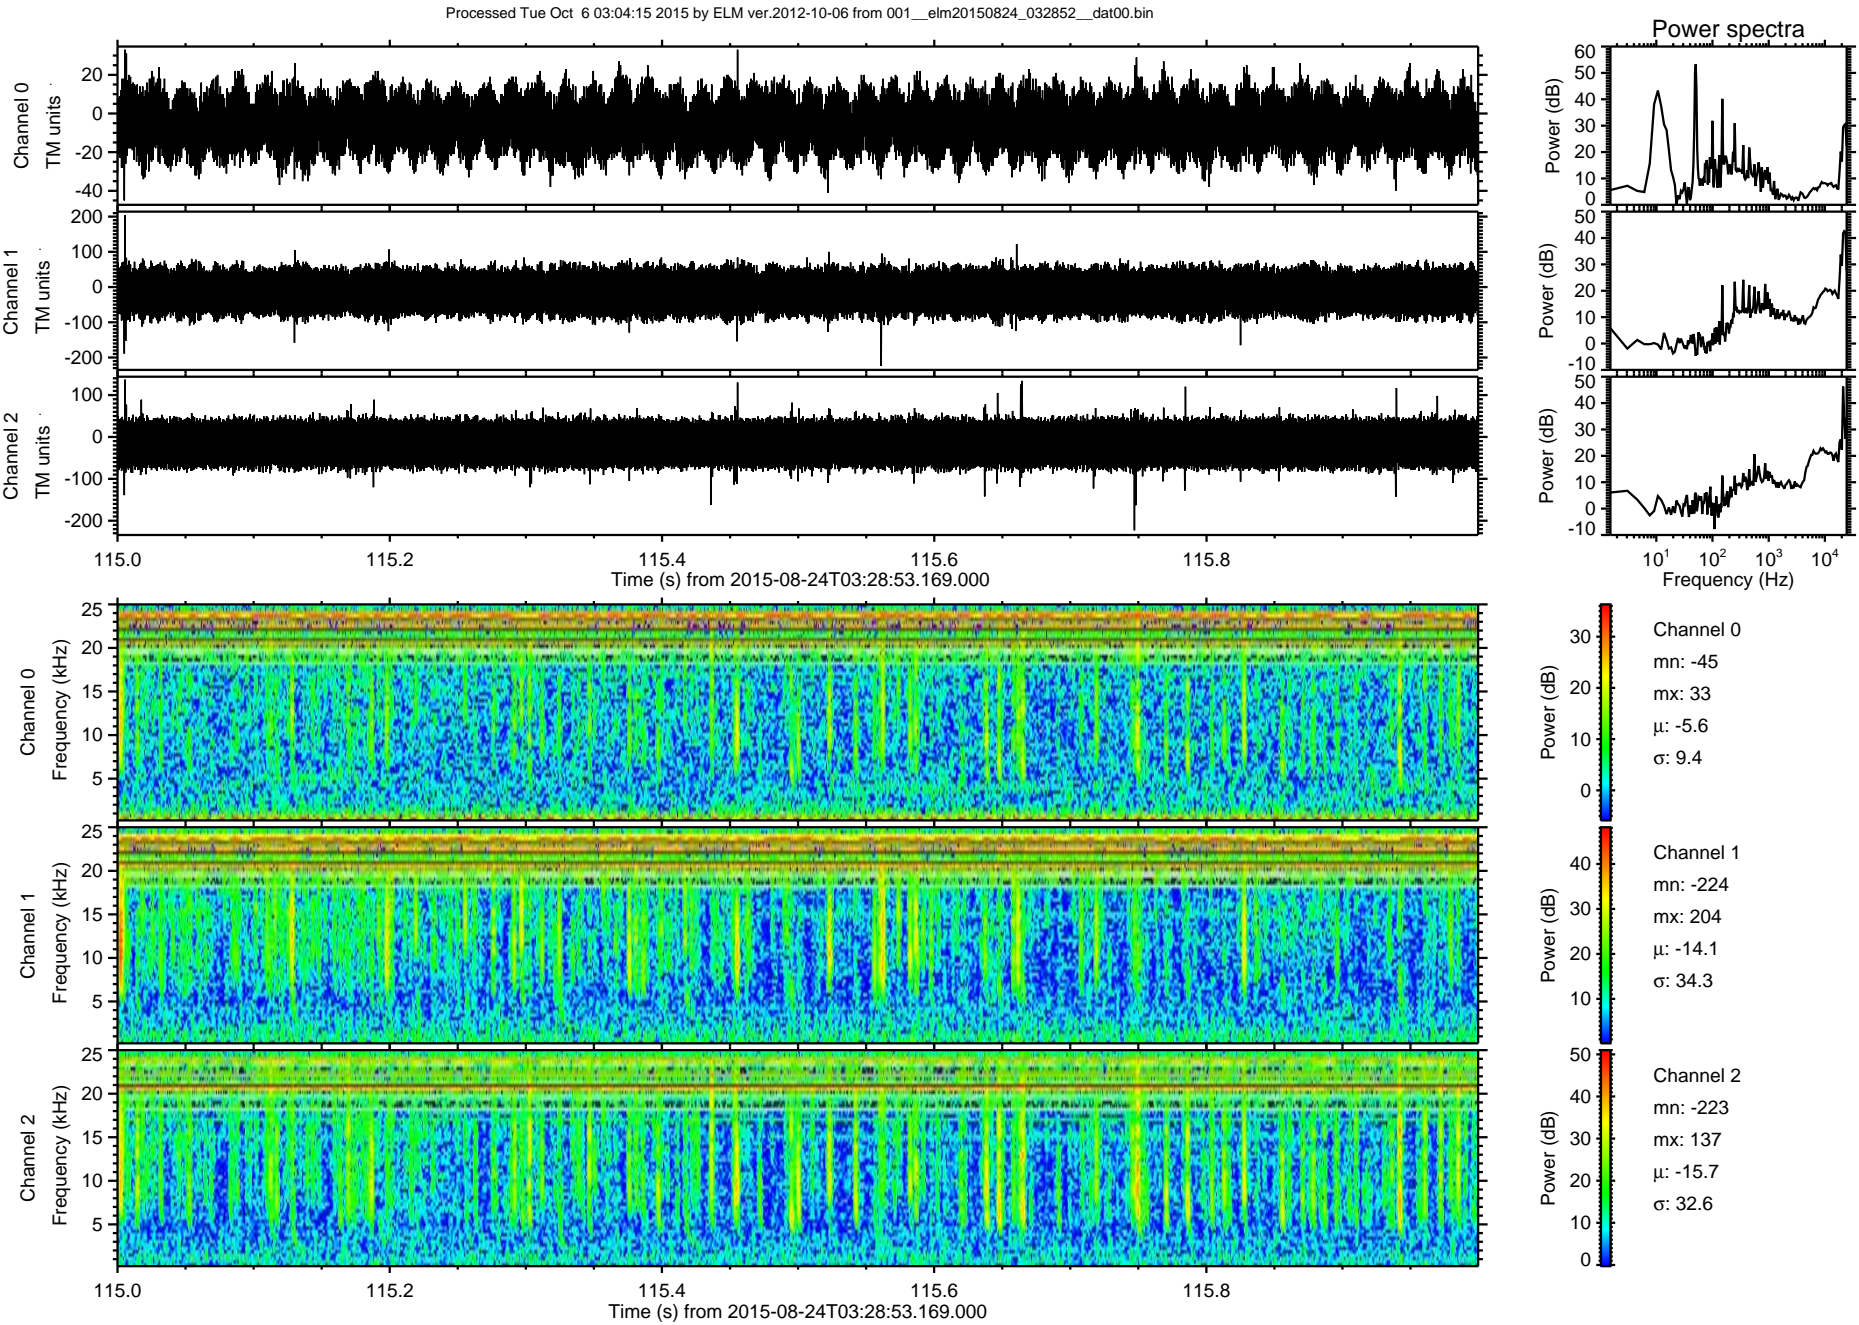 Processed Tue Oct  6 03:04:15 2015 by ELM ver.2012-10-06 from 001__elm20150824_032852__dat00.bin
Power spectra
Channel 0
TM units
20
0
-20
-40
Power (dB)
60
50
40
30
20
10
0
Channel 1
TM units
200
100
0
-100
-200
Power (dB)
50
40
30
20
10
0
-10
Channel 2
TM units
100
0
-100
-200
Power (dB)
50
40
30
20
10
0
-10
115.0
115.2
115.4
115.6
115.8
Time (s) from 2015-08-24T03:28:53.169.000
10¹
10²
10³
10⁴
Frequency (Hz)
Channel 0
Frequency (kHz)
25
20
15
10
5
Power (dB)
30
20
10
0
Channel 0
mn: -45
mx: 33
μ: -5.6
σ: 9.4
Channel 1
Frequency (kHz)
25
20
15
10
5
Power (dB)
40
30
20
10
Channel 1
mn: -224
mx: 204
μ: -14.1
σ: 34.3
Channel 2
Frequency (kHz)
25
20
15
10
5
Power (dB)
50
40
30
20
10
0
Channel 2
mn: -223
mx: 137
μ: -15.7
σ: 32.6
115.0
115.2
115.4
115.6
115.8
Time (s) from 2015-08-24T03:28:53.169.000